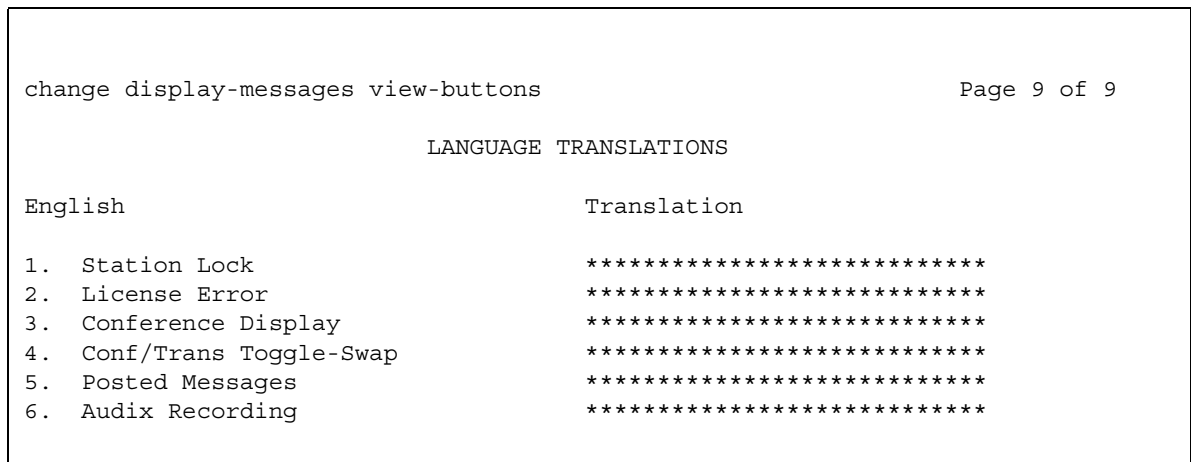 change display-messages view-buttons Page 9 of 9
LANGUAGE TRANSLATIONS
English Translation
1. Station Lock ****************************
2. License Error ****************************
3. Conference Display ****************************
4. Conf/Trans Toggle-Swap ****************************
5. Posted Messages ****************************
6. Audix Recording ****************************